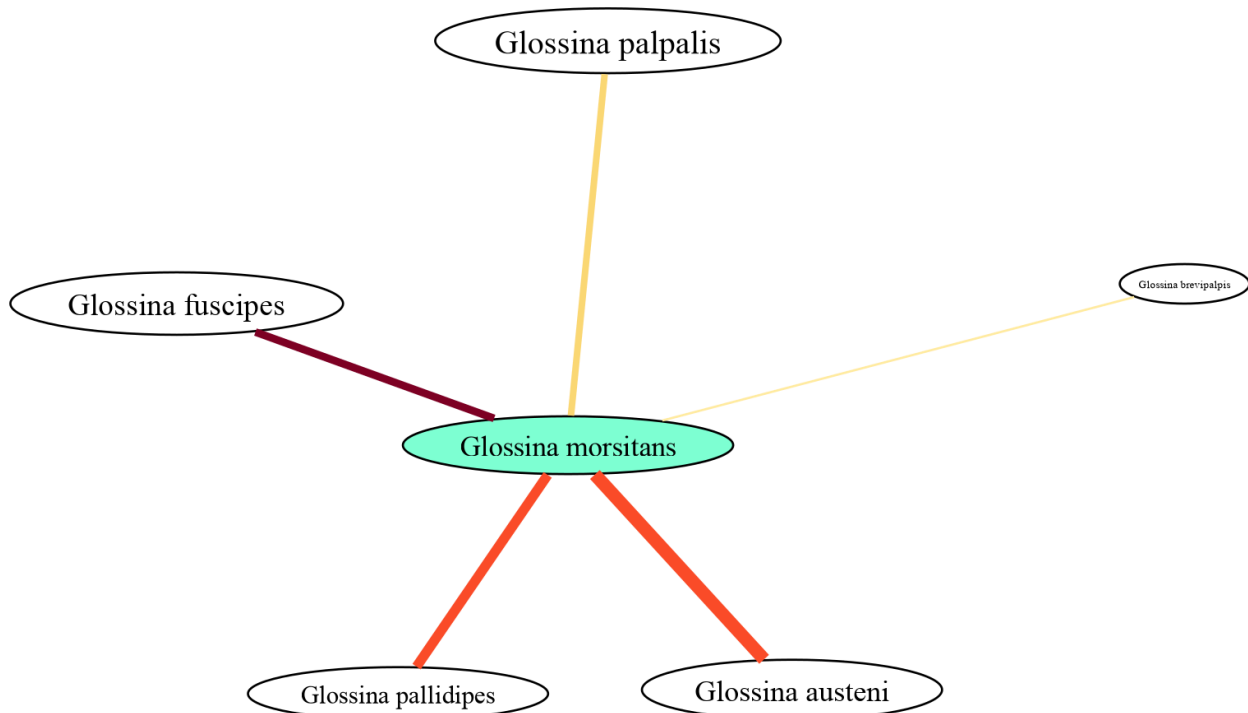 Glossina palpalis
Glossina brevipalpis
Glossina fuscipes
Glossina morsitans
Glossina pallidipes
Glossina austeni